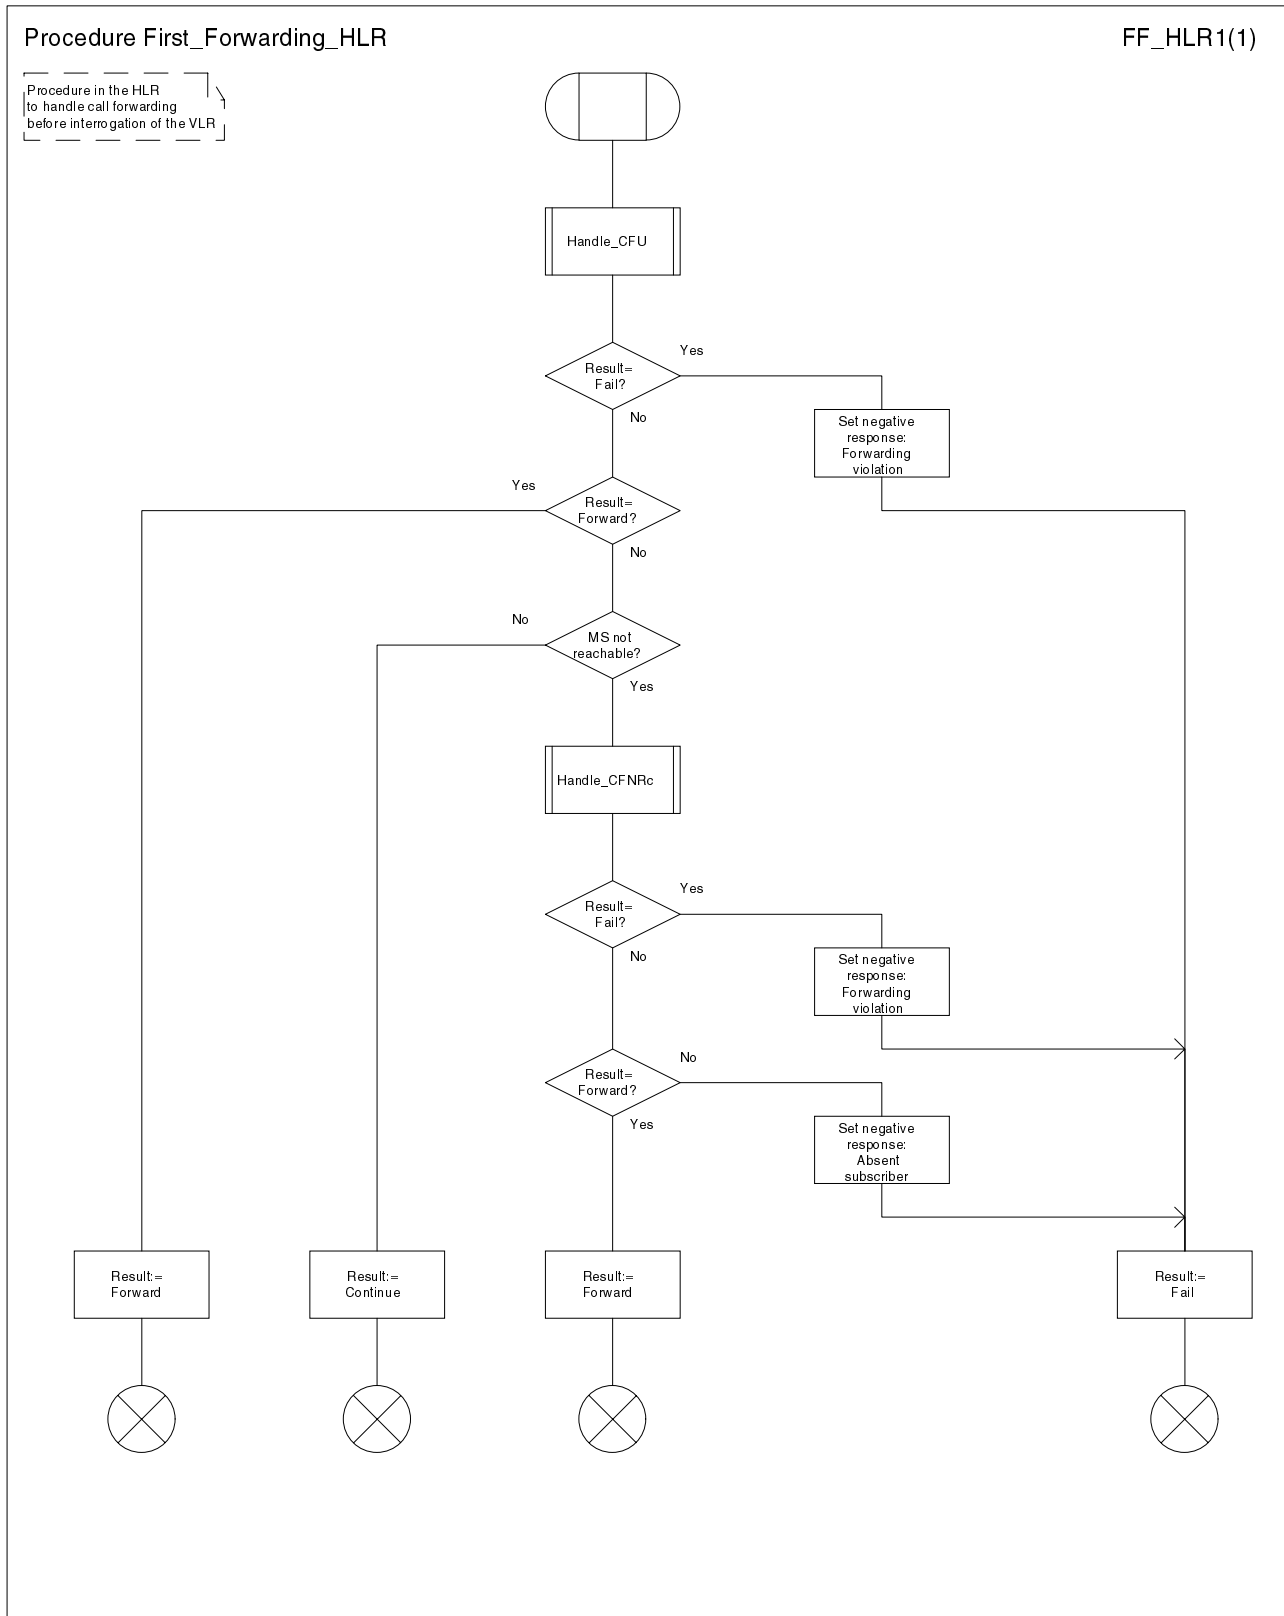 Procedure First_Forwarding_HLR
FF_HLR1(1)
Procedure in the HLR
to handle call forwarding
before interrogation of the VLR
Handle_CFU
Result=
Fail?
Yes
No
Set negative
response:
Forwarding
violation
Result=
Forward?
Yes
No
MS not
reachable?
No
Yes
Handle_CFNRc
Result=
Fail?
Yes
No
Set negative
response:
Forwarding
violation
Result=
Forward?
No
Yes
Set negative
response:
Absent
subscriber
Result:=
Forward
Result:=
Continue
Result:=
Forward
Result:=
Fail